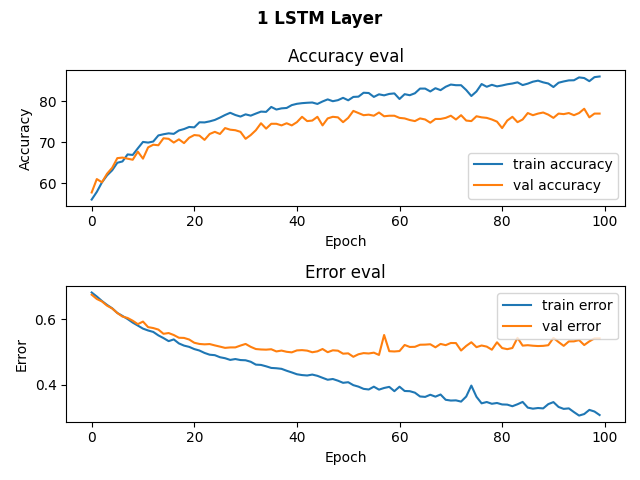 1 LSTM Layer
Accuracy eval
Accuracy
80
70
60
train accuracy
val accuracy
0 20 40 60 80 100
Epoch
Error eval
Error
0.6
0.4
train error
val error
0 20 40 60 80 100
Epoch